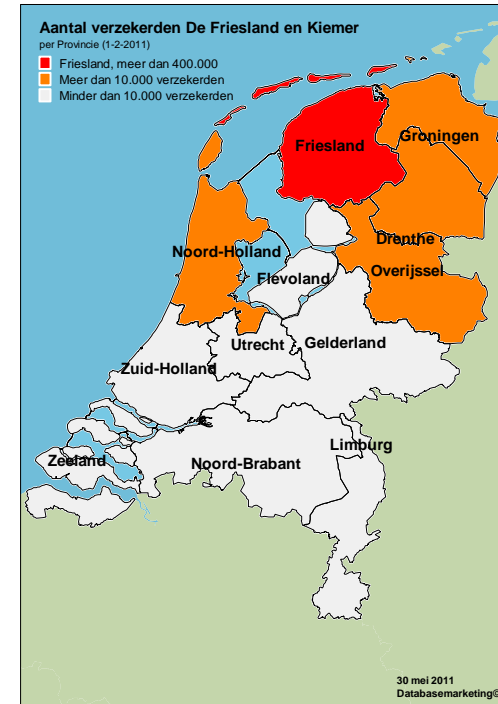 Aantal verzekerden De Friesland en Kiemer
per Provincie (1-2-2011)
Friesland, meer dan 400.000
Meer dan 10.000 verzekerden
Minder dan 10.000 verzekerden
Groningen
Friesland
Drenthe
Noord-Holland
Overijssel
Flevoland
Utrecht
Gelderland
Zuid-Holland
Limburg
Zeeland
Noord-Brabant
30 mei 2011
Databasemarketing©